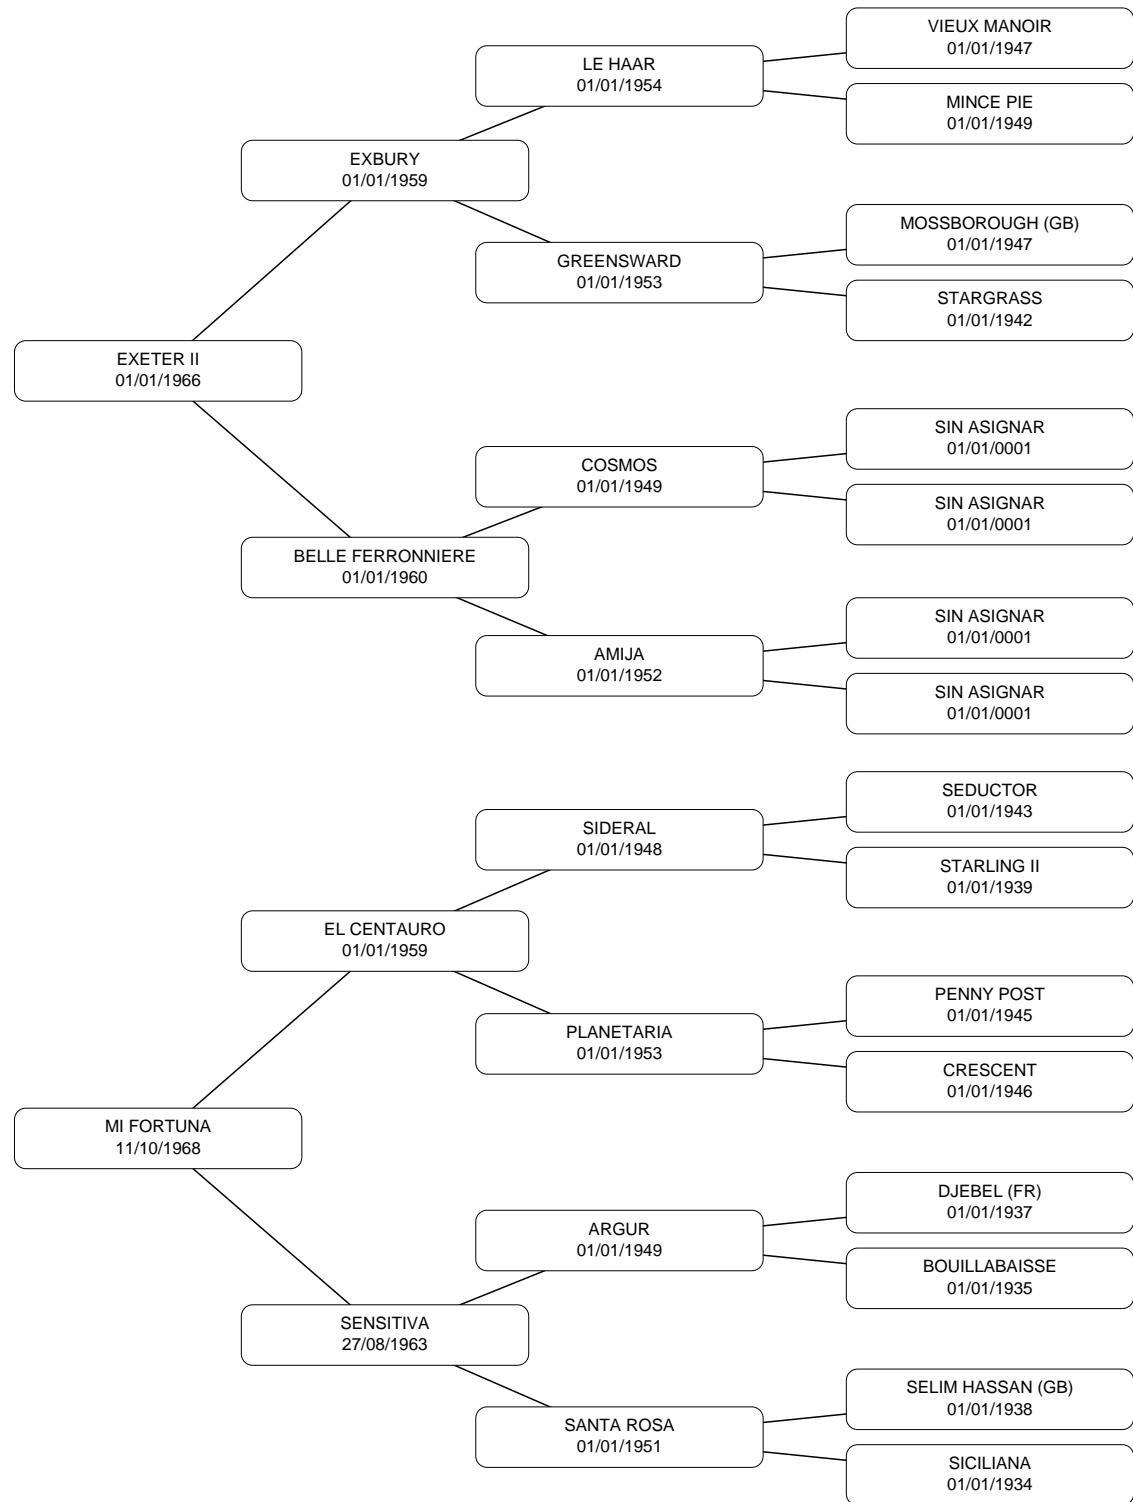 VIEUX MANOIR
01/01/1947
LE HAAR
01/01/1954
MINCE PIE
01/01/1949
EXBURY
01/01/1959
MOSSBOROUGH (GB)
01/01/1947
GREENSWARD
01/01/1953
STARGRASS
01/01/1942
EXETER II
01/01/1966
SIN ASIGNAR
01/01/0001
COSMOS
01/01/1949
SIN ASIGNAR
01/01/0001
BELLE FERRONNIERE
01/01/1960
SIN ASIGNAR
01/01/0001
AMIJA
01/01/1952
SIN ASIGNAR
01/01/0001
SEDUCTOR
01/01/1943
SIDERAL
01/01/1948
STARLING II
01/01/1939
EL CENTAURO
01/01/1959
PENNY POST
01/01/1945
PLANETARIA
01/01/1953
CRESCENT
01/01/1946
MI FORTUNA
11/10/1968
DJEBEL (FR)
01/01/1937
ARGUR
01/01/1949
BOUILLABAISSE
01/01/1935
SENSITIVA
27/08/1963
SELIM HASSAN (GB)
01/01/1938
SANTA ROSA
01/01/1951
SICILIANA
01/01/1934